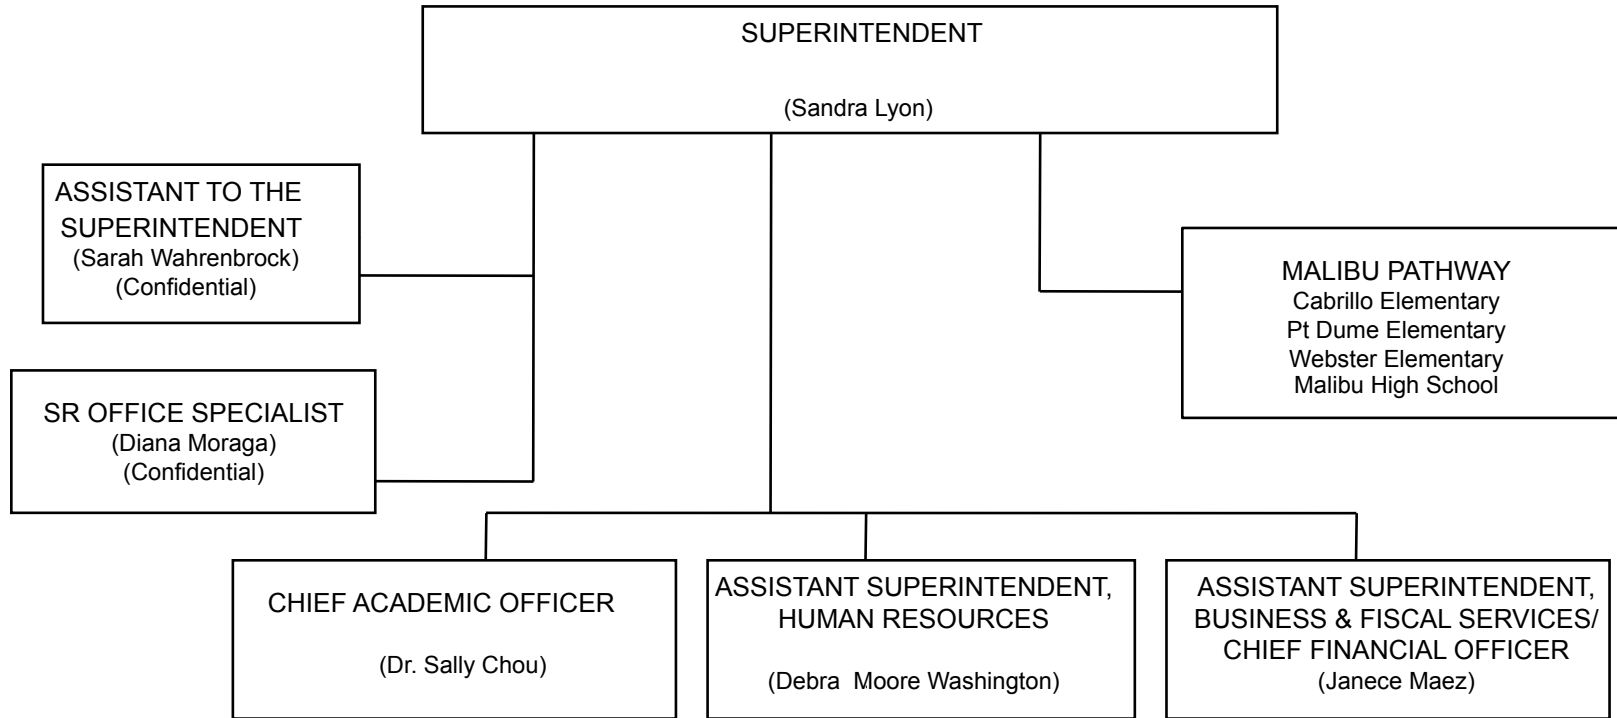 SUPERINTENDENT
(Sandra Lyon)
ASSISTANT TO THE
SUPERINTENDENT
(Sarah Wahrenbrock)
(Confidential)
MALIBU PATHWAY
Cabrillo Elementary
Pt Dume Elementary
Webster Elementary
Malibu High School
SR OFFICE SPECIALIST
(Diana Moraga)
(Confidential)
CHIEF ACADEMIC OFFICER
(Dr. Sally Chou)
ASSISTANT SUPERINTENDENT,
HUMAN RESOURCES
(Debra Moore Washington)
ASSISTANT SUPERINTENDENT,
BUSINESS & FISCAL SERVICES/
CHIEF FINANCIAL OFFICER
(Janece Maez)